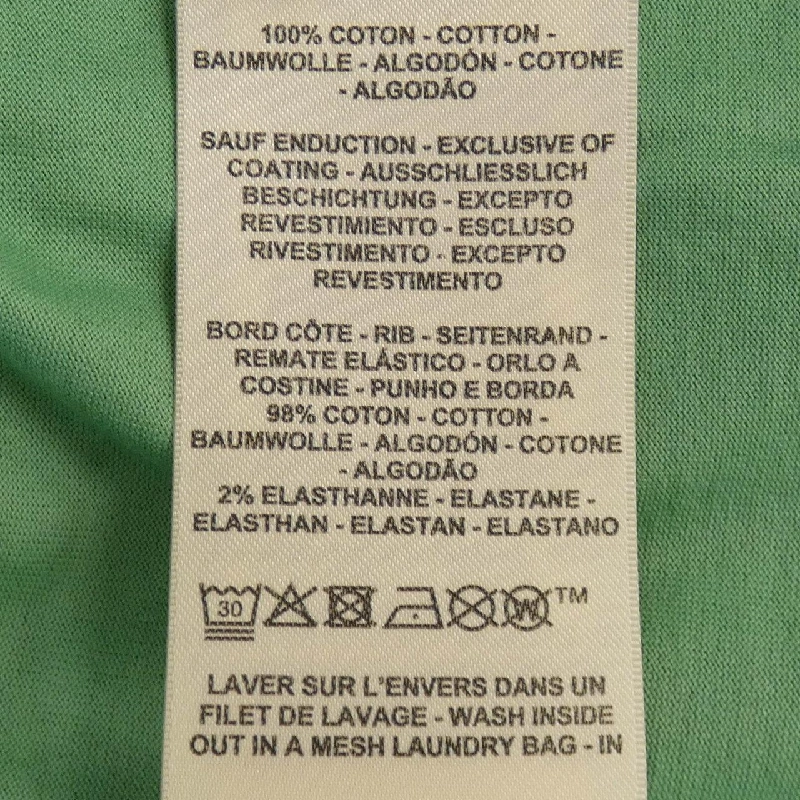 100% COTON - COTTON -
BAUMWOLLE - ALGODÓN - COTONE
- ALGODÃO
SAUF ENDUCTION - EXCLUSIVE OF
COATING - AUSSCHLIESSLICH
BESCHICHTUNG - EXCEPTO
REVESTIMIENTO - ESCLUSO
RIVESTIMENTO - EXCEPTO
REVESTIMENTO
BORD CÔTE - RIB - SEITENRAND -
REMATE ELÁSTICO - ORLO A
COSTINE - PUNHO E BORDA
98% COTON - COTTON -
BAUMWOLLE - ALGODÓN - COTONE
- ALGODÃO
2% ELASTHANNE - ELASTANE -
ELASTHAN - ELASTAN - ELASTANO
30 W TM
LAVER SUR L'ENVERS DANS UN
FILET DE LAVAGE - WASH INSIDE
OUT IN A MESH LAUNDRY BAG - IN